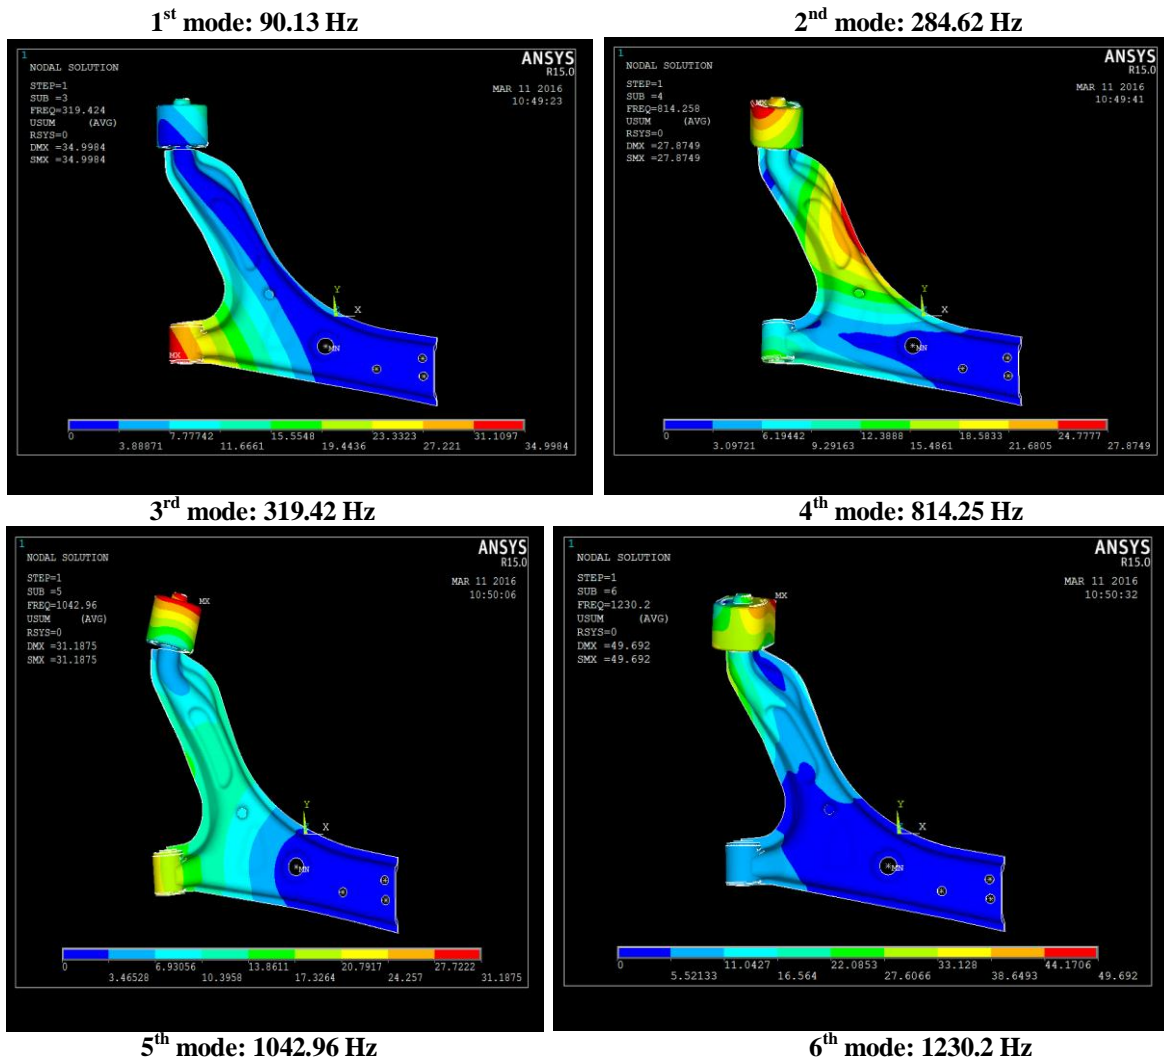 1st mode: 90.13 Hz
2nd mode: 284.62 Hz
1
NODAL SOLUTION
STEP=1
SUB =3
FREQ=319.424
USUM (AVG)
RSYS=0
DMX =34.9984
SMX =34.9984
ANSYS
R15.0
MAR 11 2016
10:49:23
MX
Y
X
MN
0 7.77742 15.5548 23.3323 31.1097
3.88871 11.6661 19.4436 27.221 34.9984
1
NODAL SOLUTION
STEP=1
SUB =4
FREQ=814.258
USUM (AVG)
RSYS=0
DMX =27.8749
SMX =27.8749
ANSYS
R15.0
MAR 11 2016
10:49:41
MX
Y
X
MN
0 6.19442 12.3888 18.5833 24.7777
3.09721 9.29163 15.4861 21.6805 27.8749
3rd mode: 319.42 Hz
4th mode: 814.25 Hz
1
NODAL SOLUTION
STEP=1
SUB =5
FREQ=1042.96
USUM (AVG)
RSYS=0
DMX =31.1875
SMX =31.1875
ANSYS
R15.0
MAR 11 2016
10:50:06
MX
Y
X
MN
0 6.93056 13.8611 20.7917 27.7222
3.46528 10.3958 17.3264 24.257 31.1875
1
NODAL SOLUTION
STEP=1
SUB =6
FREQ=1230.2
USUM (AVG)
RSYS=0
DMX =49.692
SMX =49.692
ANSYS
R15.0
MAR 11 2016
10:50:32
MX
Y
X
MN
0 11.0427 22.0853 33.128 44.1706
5.52133 16.564 27.6066 38.6493 49.692
5th mode: 1042.96 Hz
6th mode: 1230.2 Hz